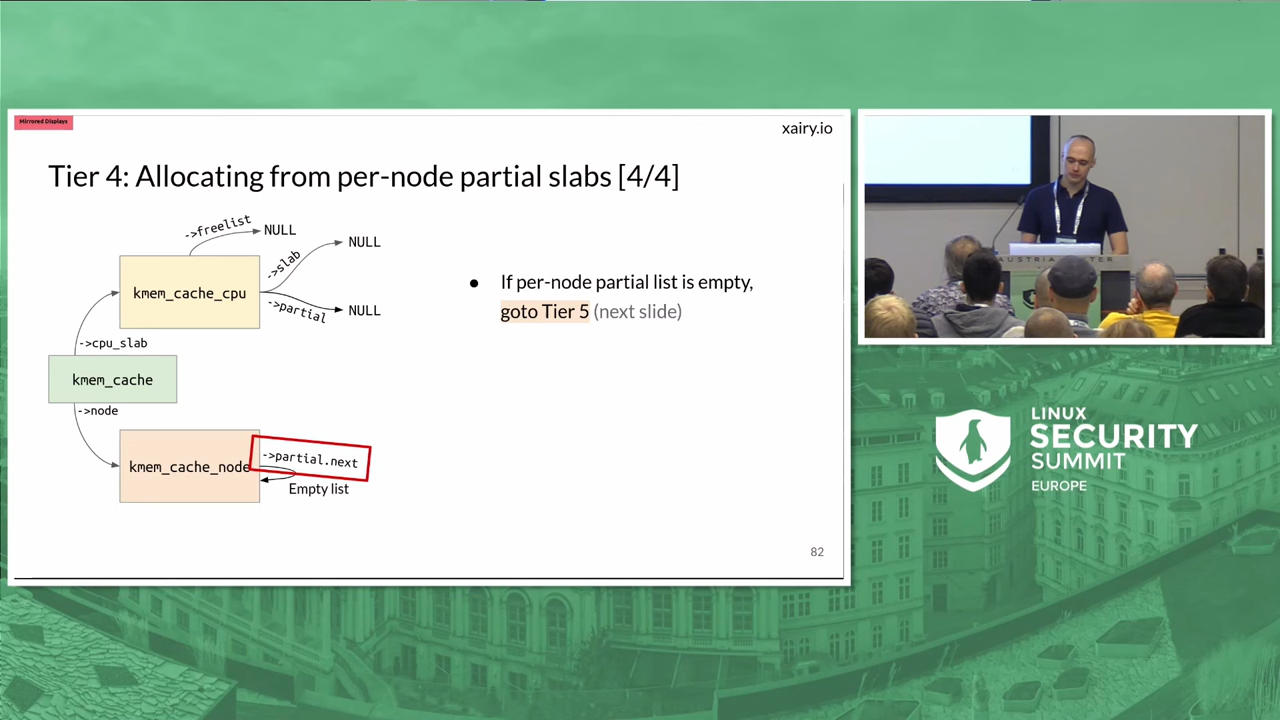 Mirrored Displays
xairy.io
Tier 4: Allocating from per-node partial slabs [4/4]
->freelist
NULL
NULL
->slab
kmem_cache_cpu
->partial
NULL
->cpu_slab
kmem_cache
->node
kmem_cache_node
->partial.next
Empty list
● If per-node partial list is empty,
goto Tier 5 (next slide)
82
LINUX
SECURITY
SUMMIT
EUROPE